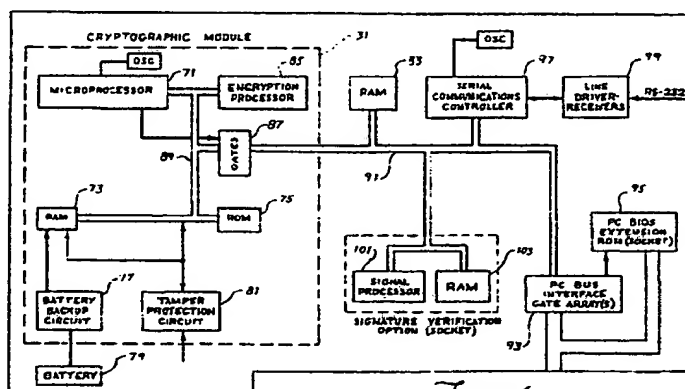 CRYPTOGRAPHIC MODULE
31
OSC
71
MICROPROCESSOR
85
ENCRYPTION
PROCESSOR
87
GATES
89
73
RAM
ROM
75
77
BATTERY
BACKUP
CIRCUIT
TAMPER
PROTECTION
CIRCUIT
81
BATTERY
79
RAM
33
OSC
97
SERIAL
COMMUNICATIONS
CONTROLLER
99
LINE
DRIVER-
RECEIVERS
RS-232
91
95
PC BIOS
EXTENSION
ROM (SOCKET)
101
SIGNAL
PROCESSOR
103
RAM
SIGNATURE VERIFICATION
OPTION (SOCKET)
PC BUS
INTERFACE
GATE ARRAY(S)
93